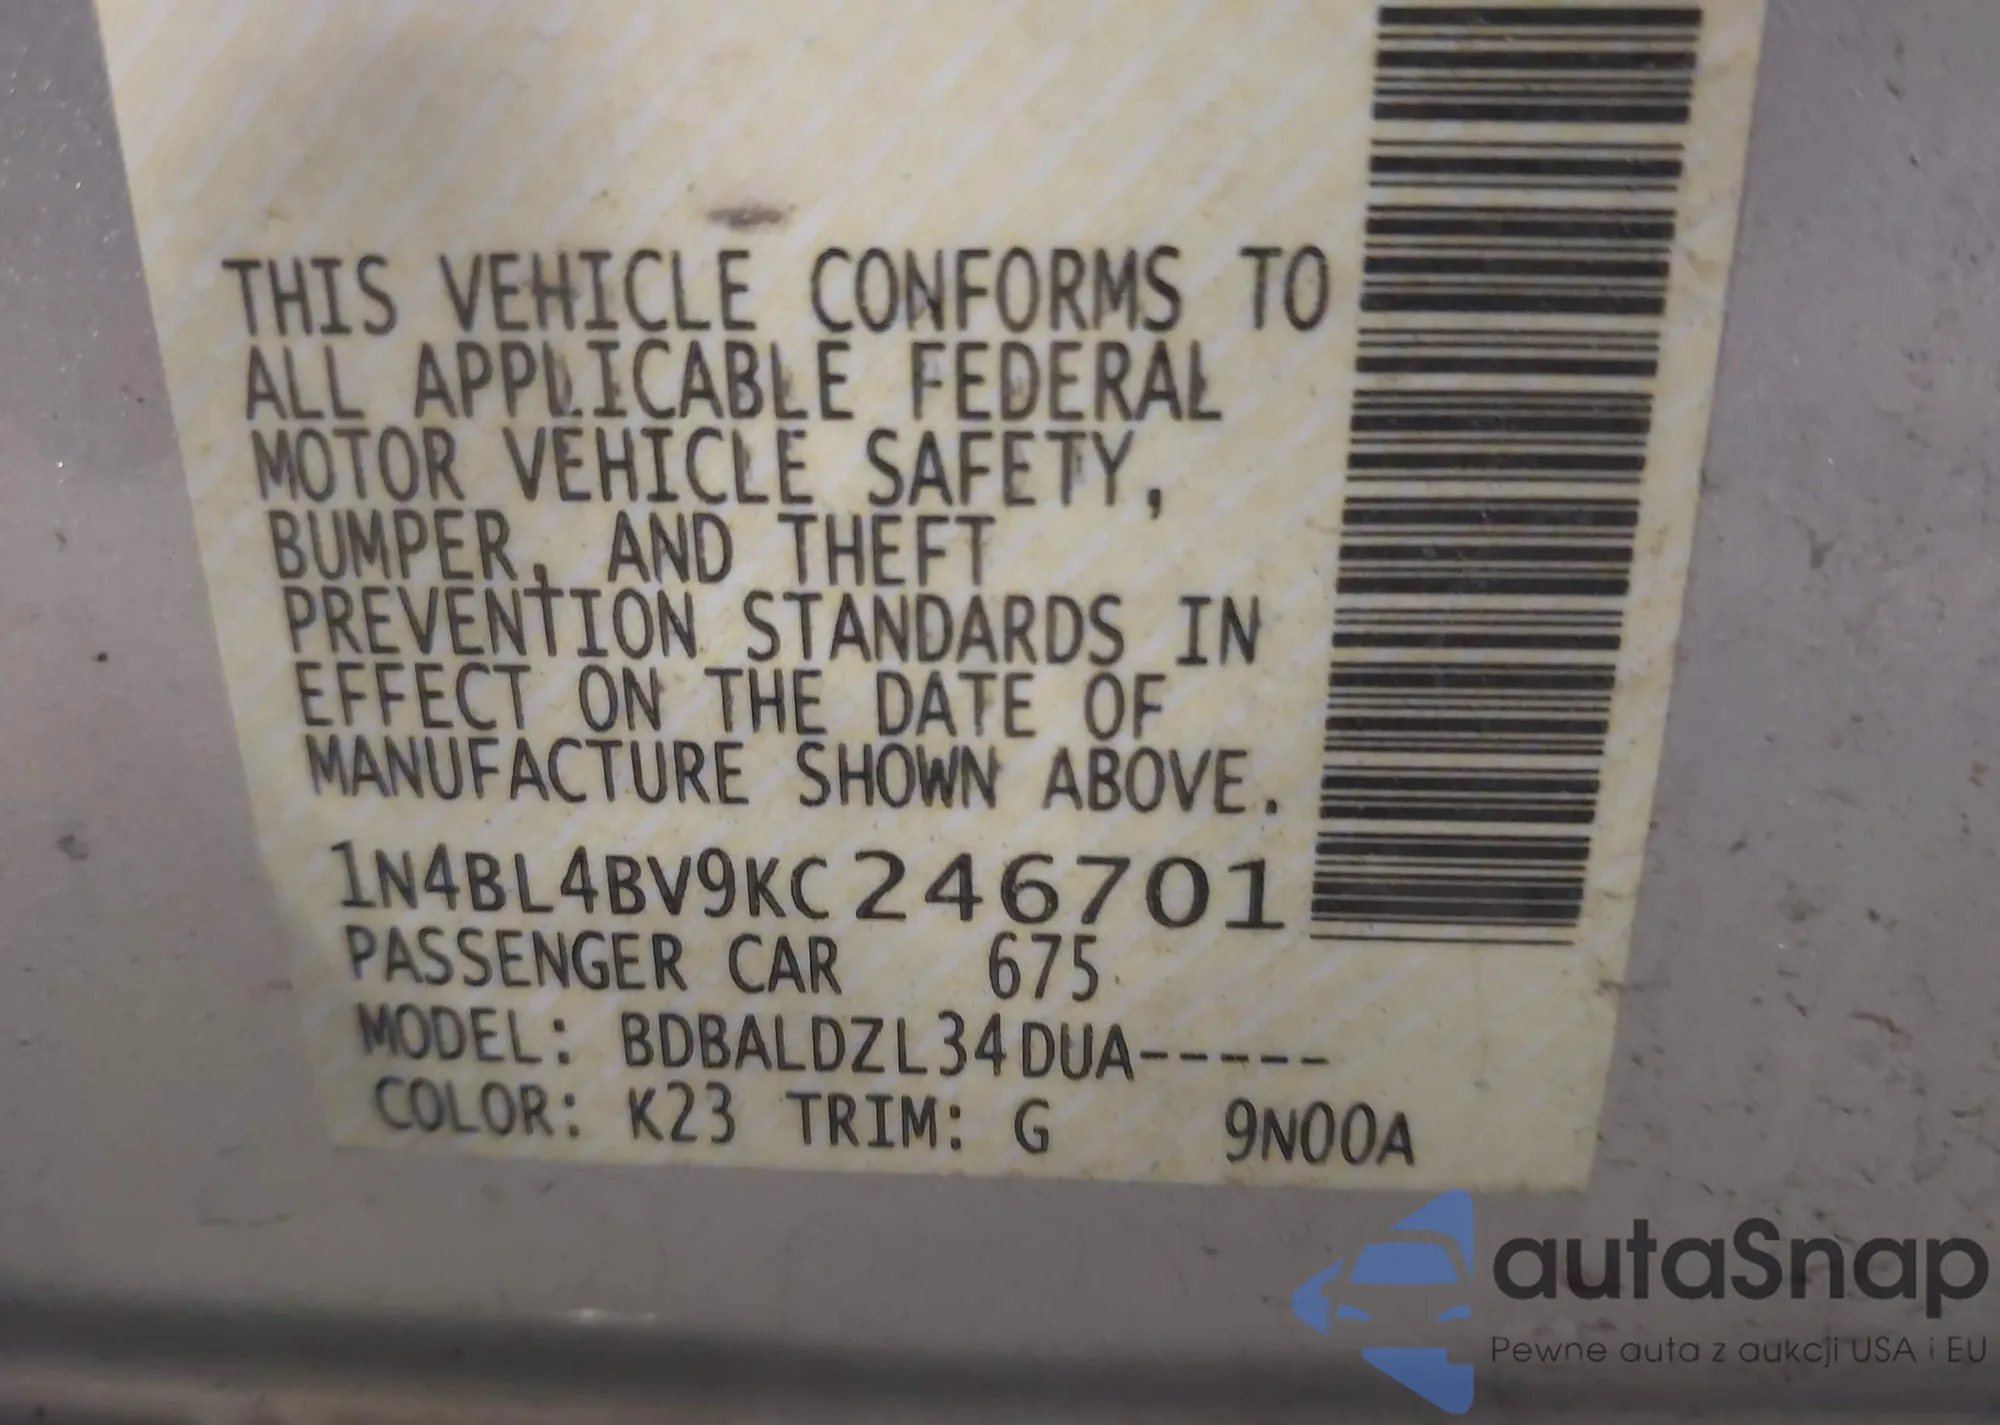 THIS VEHICLE CONFORMS TO
ALL APPLICABLE FEDERAL
MOTOR VEHICLE SAFETY,
BUMPER, AND THEFT
PREVENTION STANDARDS IN
EFFECT ON THE DATE OF
MANUFACTURE SHOWN ABOVE.
1N4BL4BV9KC246701
PASSENGER CAR 675
MODEL: BDBALDZL34DUA-----
COLOR: K23 TRIM: G 9N00A
autaSnap
Pewne auta z aukcji USA i EU